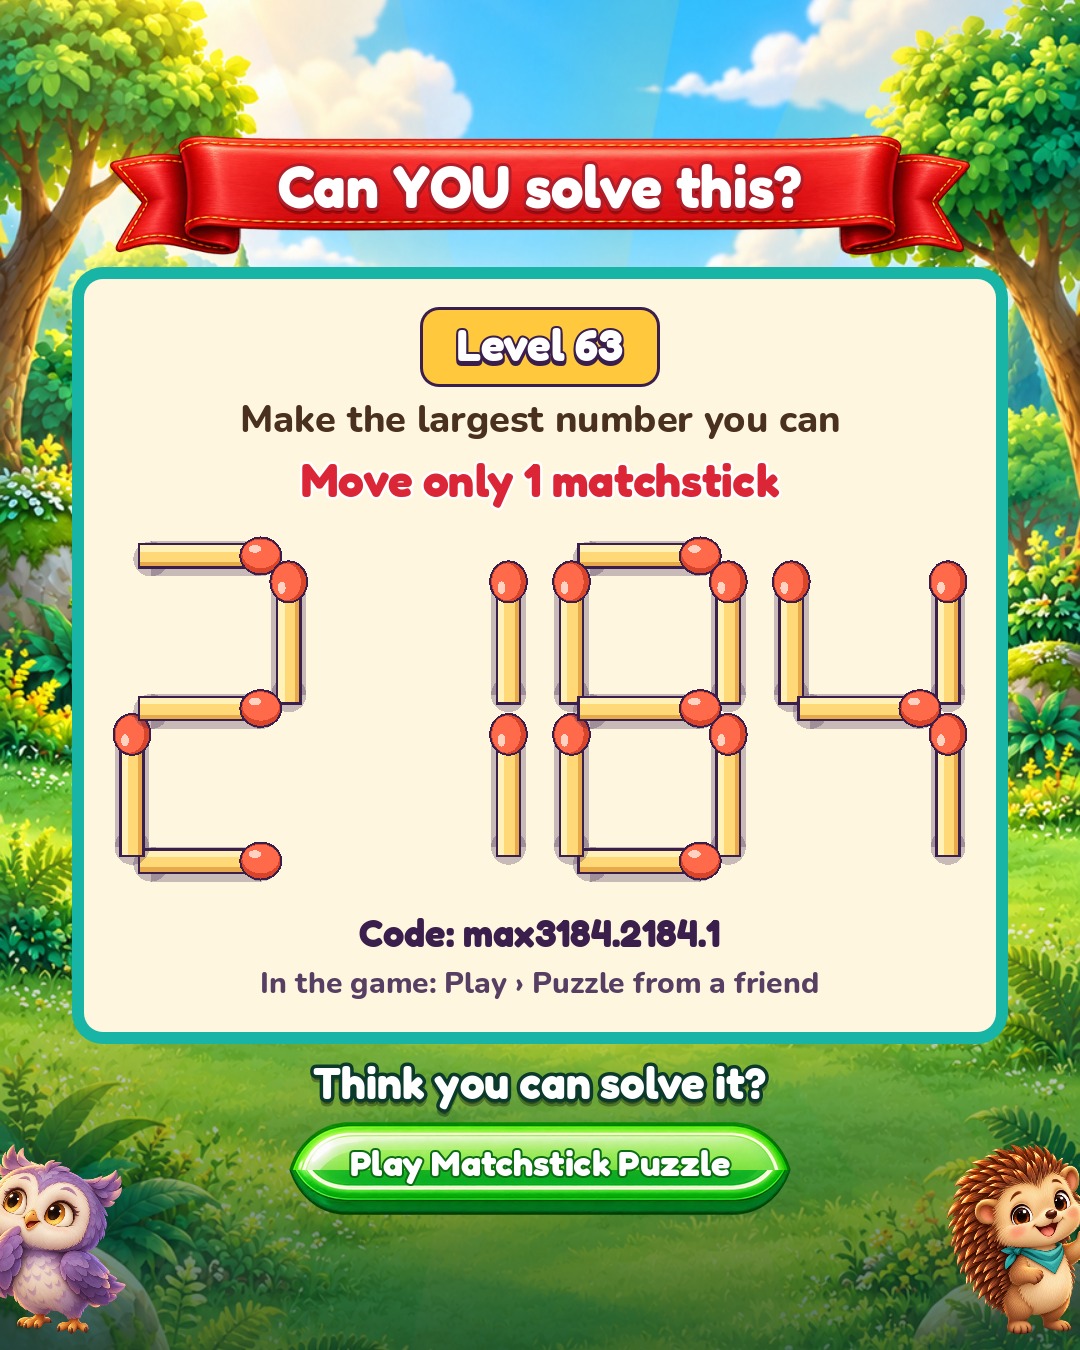 Can YOU solve this?
Level 63
Make the largest number you can
Move only 1 matchstick
2184
Code: max3184.2184.1
In the game: Play › Puzzle from a friend
Think you can solve it?
Play Matchstick Puzzle